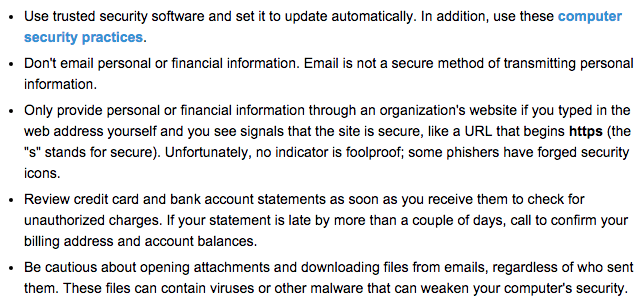 • Use trusted security software and set it to update automatically. In addition, use these computer
security practices.
• Don't email personal or financial information. Email is not a secure method of transmitting personal
information.
• Only provide personal or financial information through an organization's website if you typed in the
web address yourself and you see signals that the site is secure, like a URL that begins https (the
"s" stands for secure). Unfortunately, no indicator is foolproof; some phishers have forged security
icons.
• Review credit card and bank account statements as soon as you receive them to check for
unauthorized charges. If your statement is late by more than a couple of days, call to confirm your
billing address and account balances.
• Be cautious about opening attachments and downloading files from emails, regardless of who sent
them. These files can contain viruses or other malware that can weaken your computer's security.